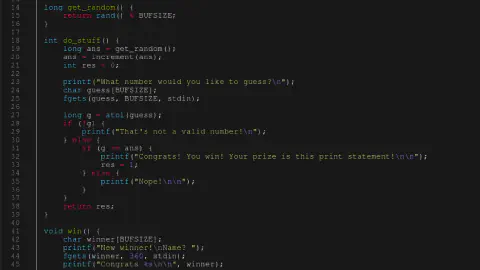 14 long get_random() {
15 return rand() % BUFSIZE;
16 }
17
18 int do_stuff() {
19 long ans = get_random();
20 ans = increment(ans);
21 int res = 0;
22
23 printf("What number would you like to guess?\n");
24 char guess[BUFSIZE];
25 fgets(guess, BUFSIZE, stdin);
26
27 long g = atol(guess);
28 if (!g) {
29 printf("That's not a valid number!\n");
30 } else {
31 if (g == ans) {
32 printf("Congrats! You win! Your prize is this print statement!\n\n");
33 res = 1;
34 } else {
35 printf("Nope!\n\n");
36 }
37 }
38 return res;
39 }
40
41 void win() {
42 char winner[BUFSIZE];
43 printf("New winner!\nName? ");
44 fgets(winner, 360, stdin);
45 printf("Congrats %s\n\n", winner);